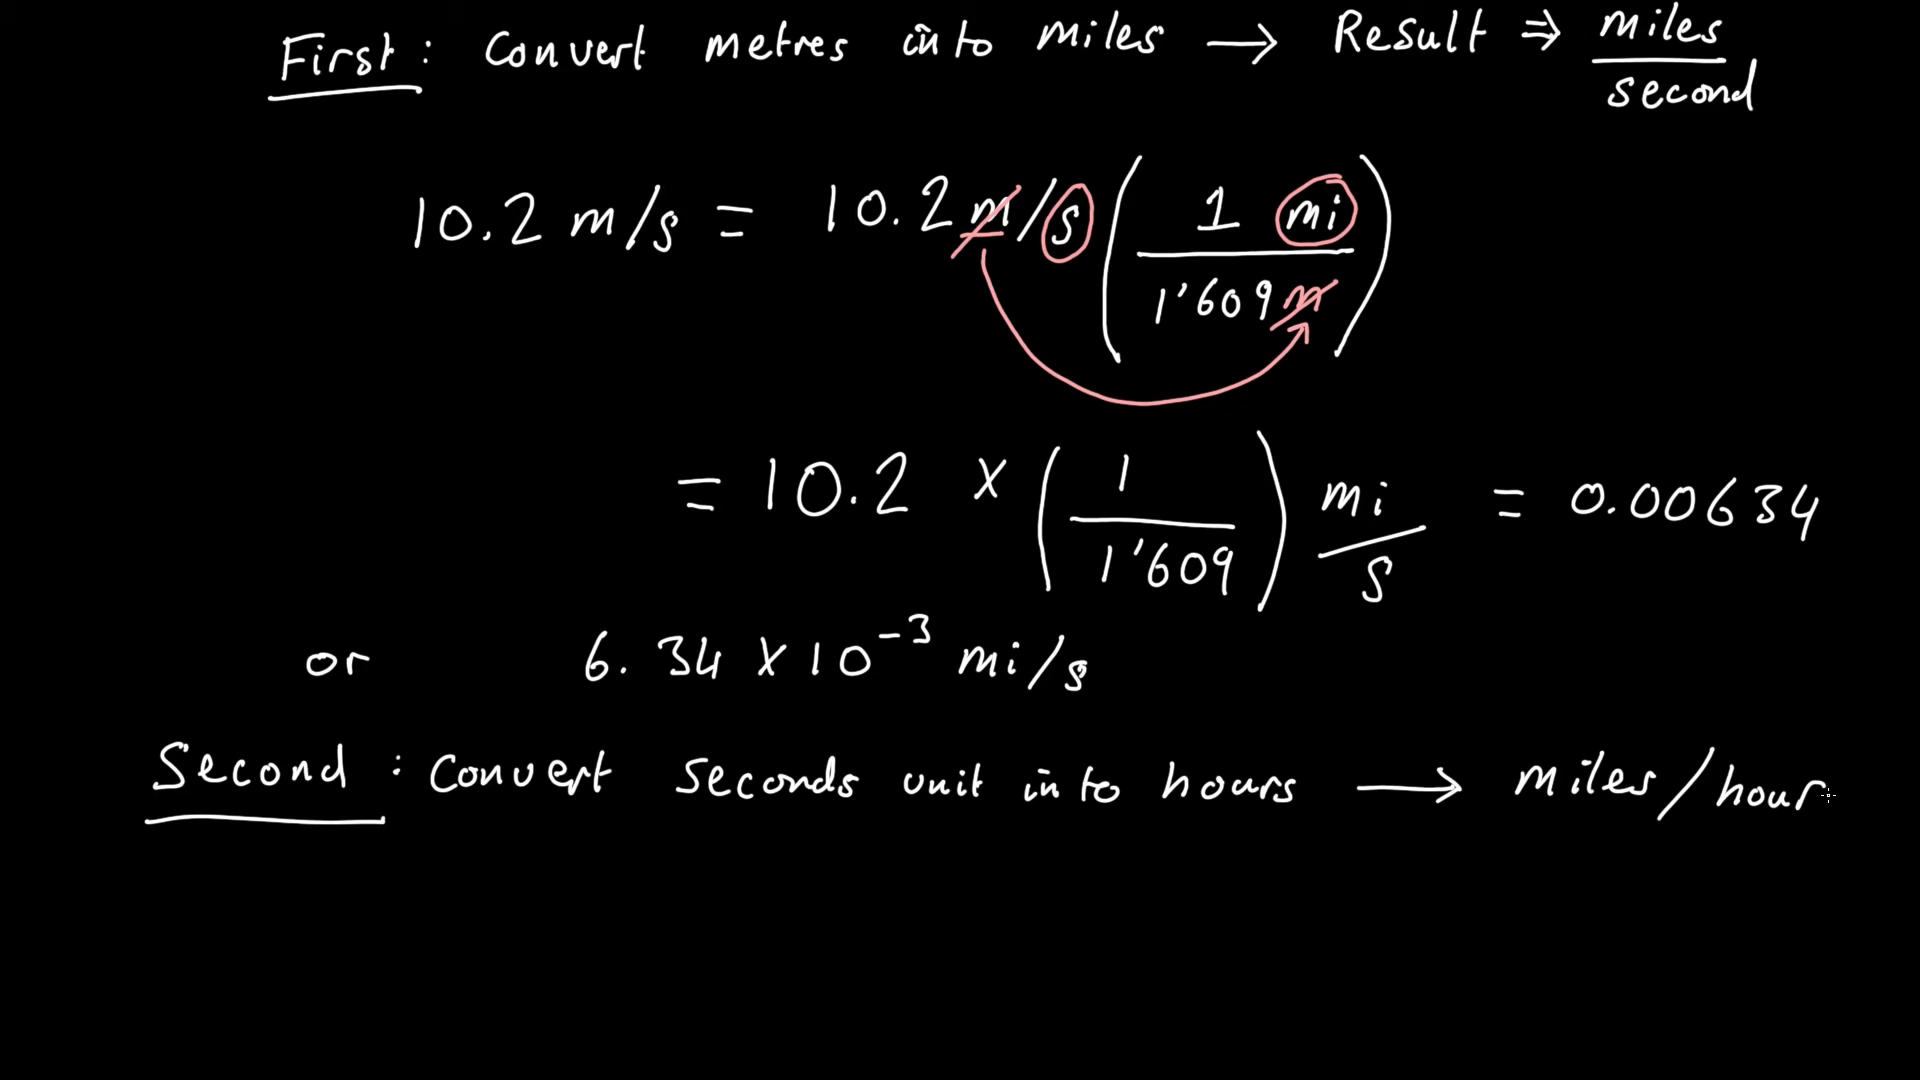 First: Convert metres into miles → Result ⇒ miles/second
10.2 m/s = 10.2 m/s (1 mi / 1'609 m)
= 10.2 × (1 / 1'609) mi/s = 0.00634
or 6.34 × 10⁻³ mi/s
Second: Convert seconds unit into hours → miles/hour